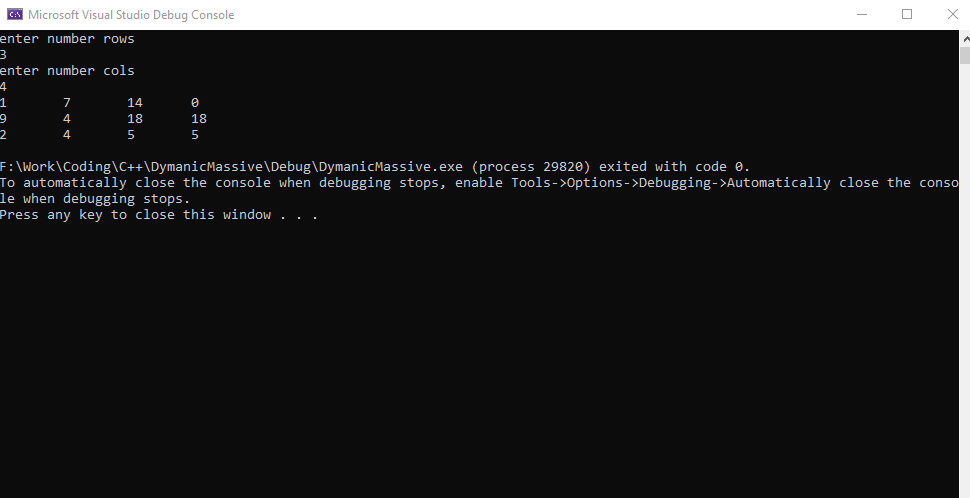 Microsoft Visual Studio Debug Console
enter number rows
3
enter number cols
4
1 7 14 0
9 4 18 18
2 4 5 5
F:\Work\Coding\C++\DymanicMassive\Debug\DymanicMassive.exe (process 29820) exited with code 0.
To automatically close the console when debugging stops, enable Tools->Options->Debugging->Automatically close the conso
le when debugging stops.
Press any key to close this window . . .